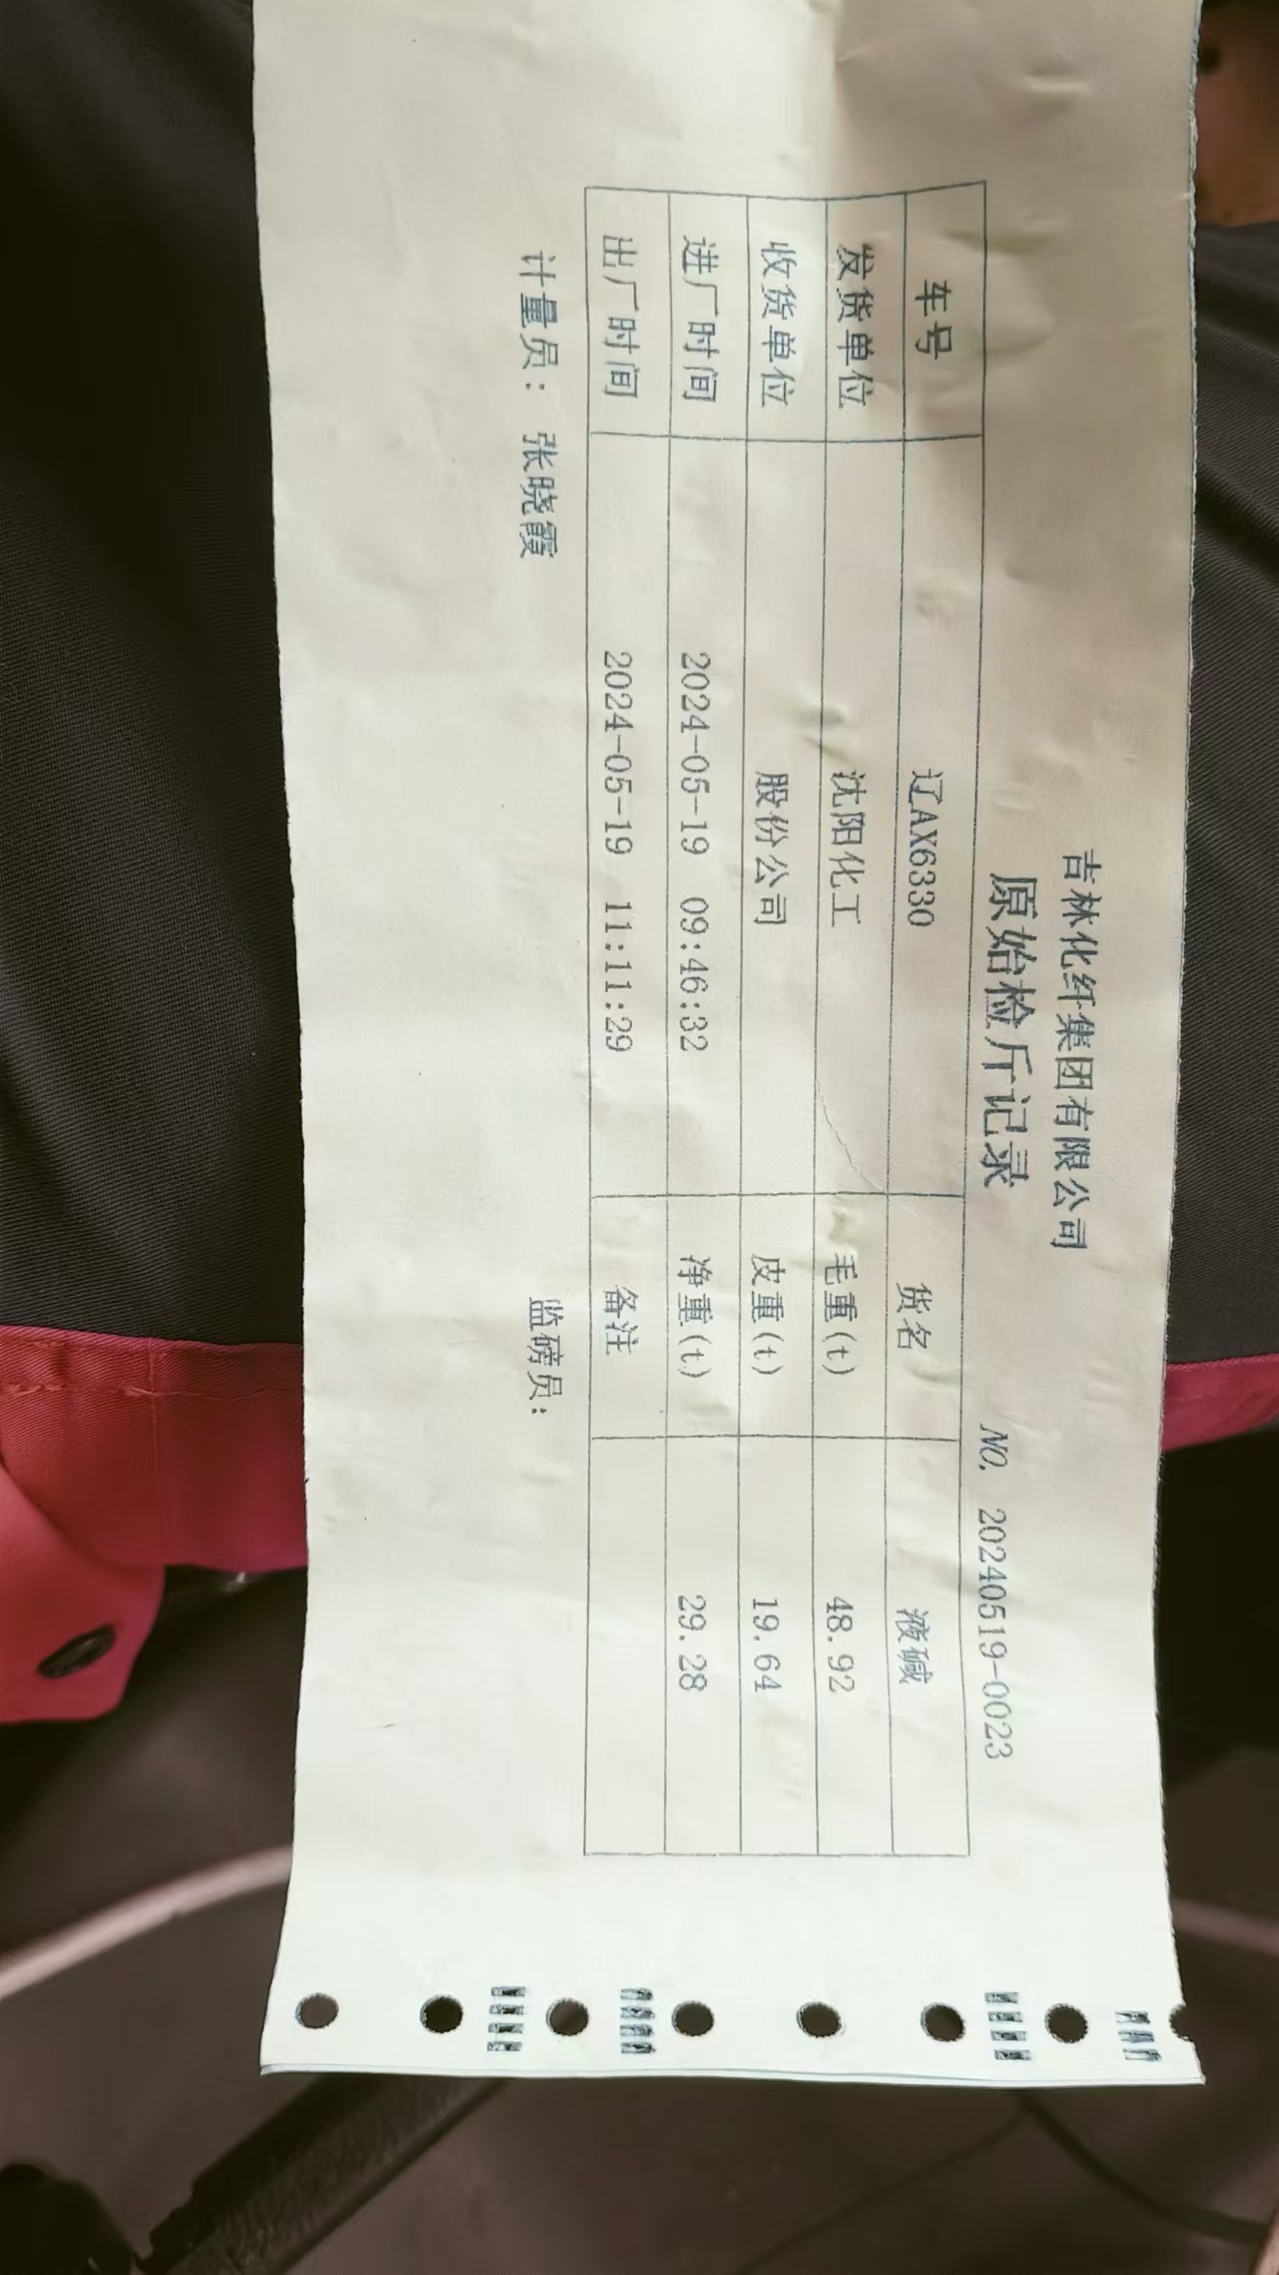 吉林化纤集团有限公司
原始检斤记录
NO. 20240519-0023
车号 辽AX6330 货名 液碱
发货单位 沈阳化工 毛重(t) 48.92
收货单位 股份公司 皮重(t) 19.64
进厂时间 2024-05-19 09:46:32 净重(t) 29.28
出厂时间 2024-05-19 11:11:29 备注
计量员: 张晓霞 监磅员: